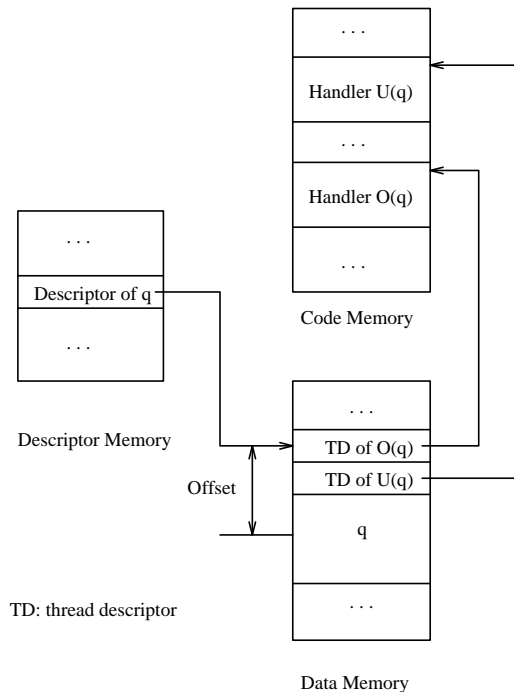 . . .
Handler U(q)
. . .
Handler O(q)
. . .
Code Memory
. . .
Descriptor of q
. . .
Descriptor Memory
. . .
TD of O(q)
TD of U(q)
Offset
q
. . .
TD: thread descriptor
Data Memory